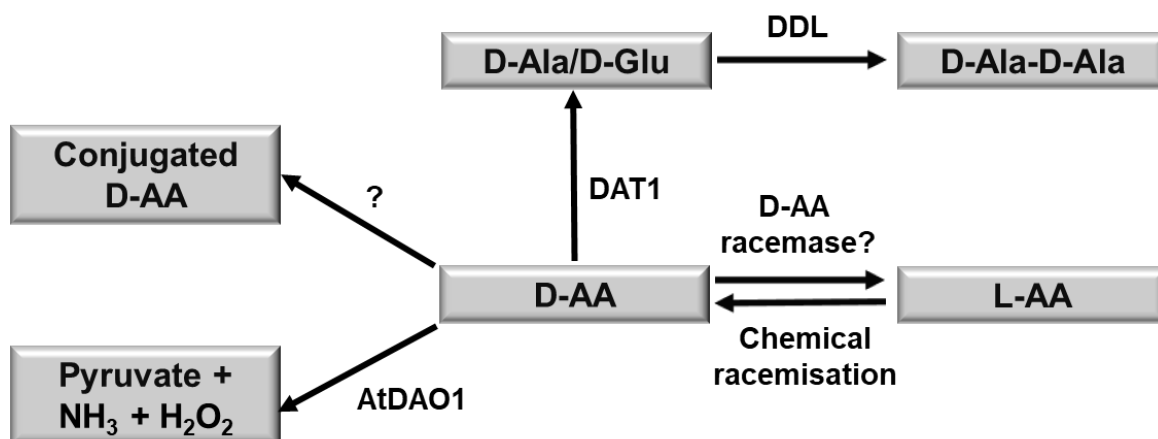 DDL
D-Ala/D-Glu
D-Ala-D-Ala
Conjugated
D-AA
?
DAT1
D-AA
racemase?
D-AA
L-AA
Chemical
racemisation
Pyruvate +
NH₃ + H₂O₂
AtDAO1